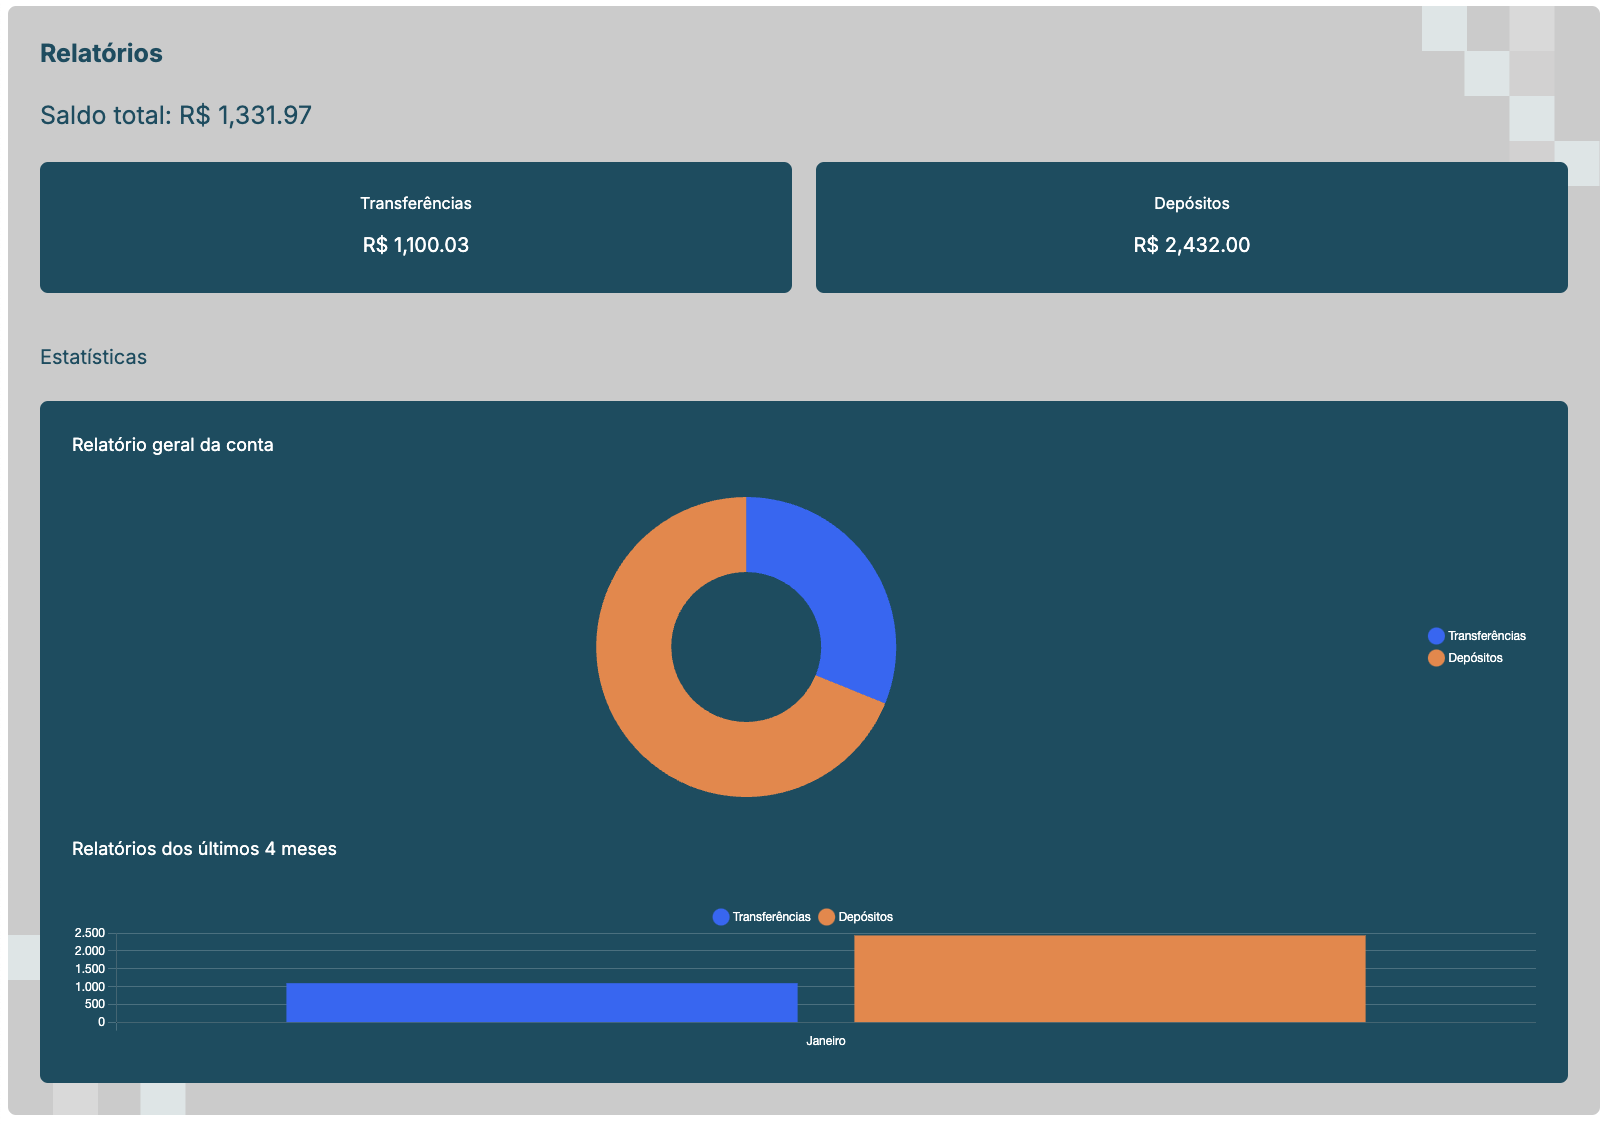 Relatórios
Saldo total: R$ 1,331.97
Transferências
R$ 1,100.03
Depósitos
R$ 2,432.00
Estatísticas
Relatório geral da conta
Transferências
Depósitos
Relatórios dos últimos 4 meses
Transferências Depósitos
2.500
2.000
1.500
1.000
500
0
Janeiro